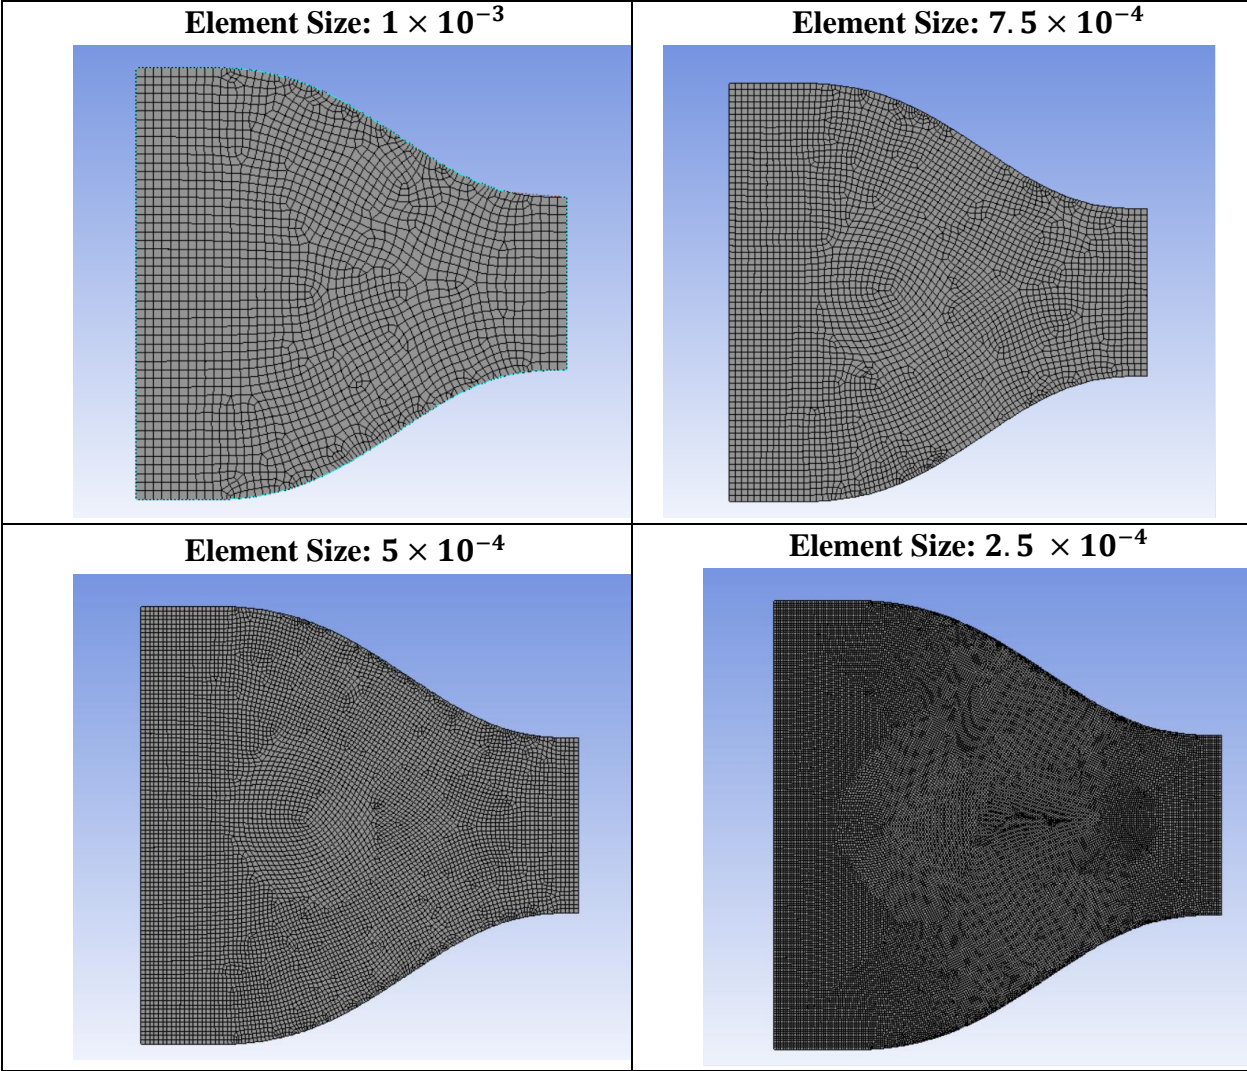 Element Size: 1 × 10⁻³
Element Size: 7.5 × 10⁻⁴
Element Size: 5 × 10⁻⁴
Element Size: 2.5 × 10⁻⁴